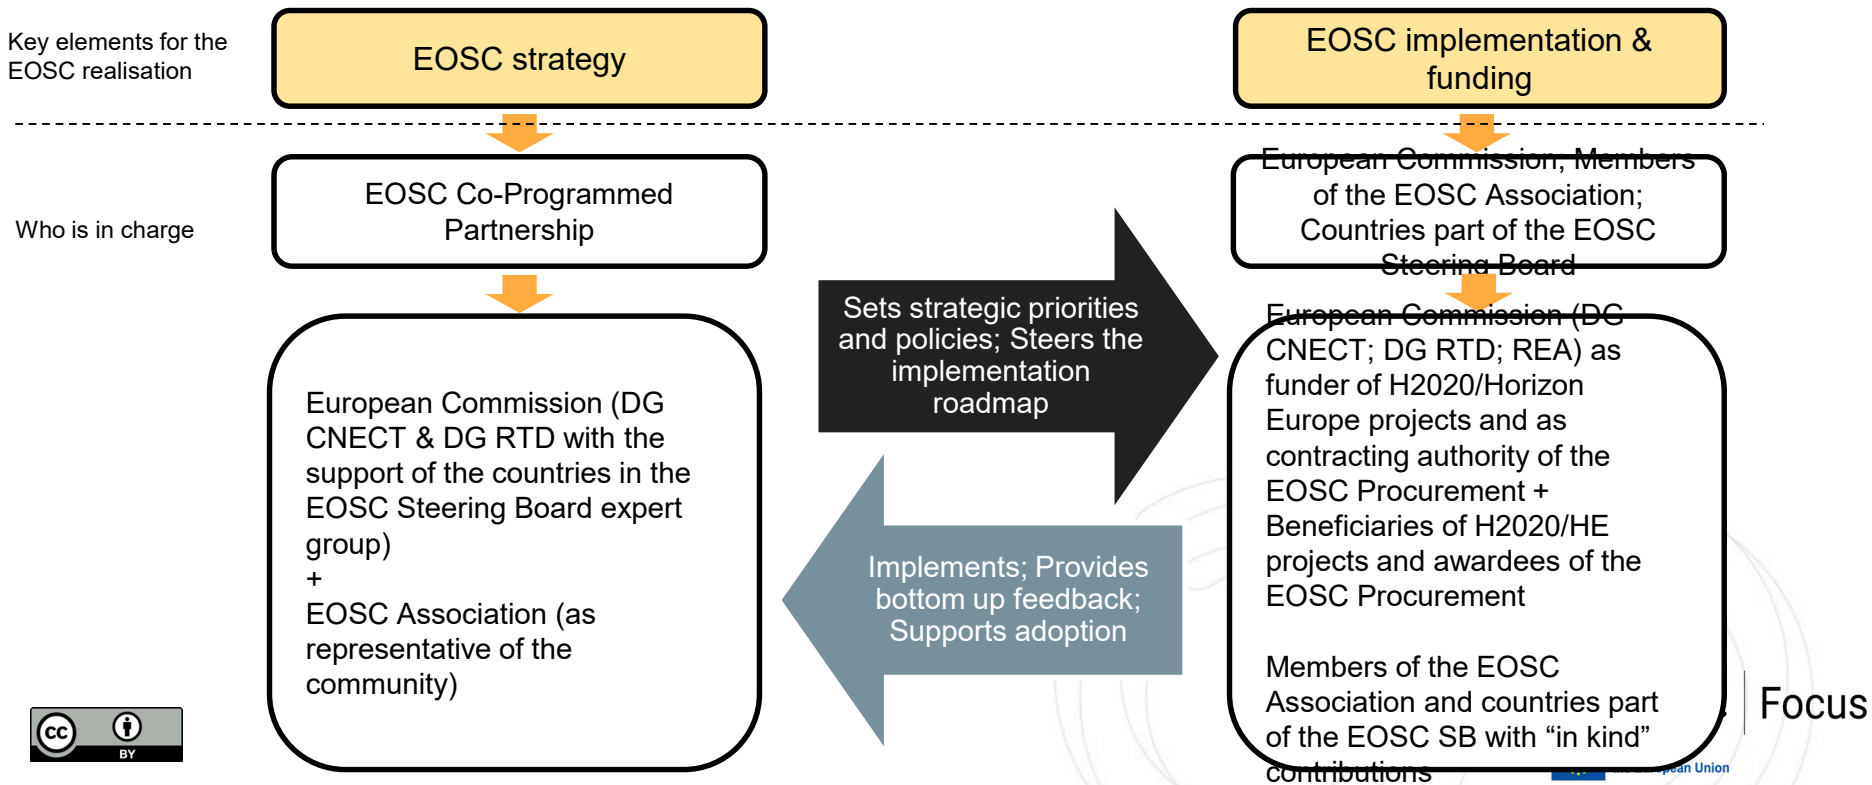 Key elements for the
EOSC realisation
EOSC strategy
EOSC implementation &
funding
Who is in charge
EOSC Co-Programmed
Partnership
European Commission; Members
of the EOSC Association;
Countries part of the EOSC
Steering Board
European Commission (DG
CNECT & DG RTD with the
support of the countries in the
EOSC Steering Board expert
group)
+
EOSC Association (as
representative of the
community)
Sets strategic priorities
and policies; Steers the
implementation
roadmap
Implements; Provides
bottom up feedback;
Supports adoption
European Commission (DG
CNECT; DG RTD; REA) as
funder of H2020/Horizon
Europe projects and as
contracting authority of the
EOSC Procurement +
Beneficiaries of H2020/HE
projects and awardees of the
EOSC Procurement
Members of the EOSC
Association and countries part
of the EOSC SB with “in kind”
contributions
Focus
European Union
cc
BY